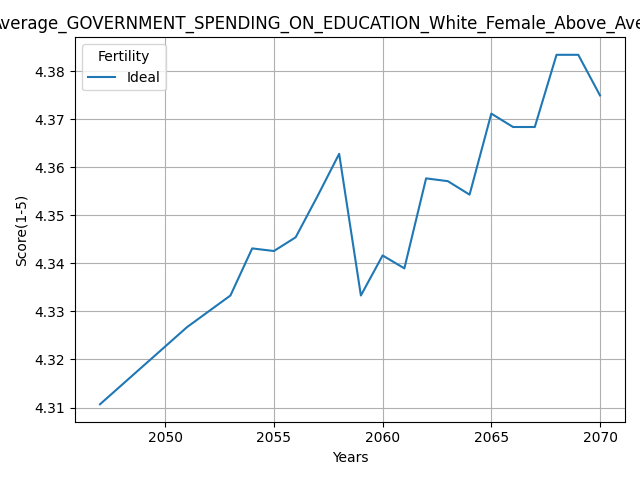 Average_GOVERNMENT_SPENDING_ON_EDUCATION_White_Female_Above_Ave
Fertility
Ideal
Score(1-5)
4.38
4.37
4.36
4.35
4.34
4.33
4.32
4.31
2050 2055 2060 2065 2070
Years